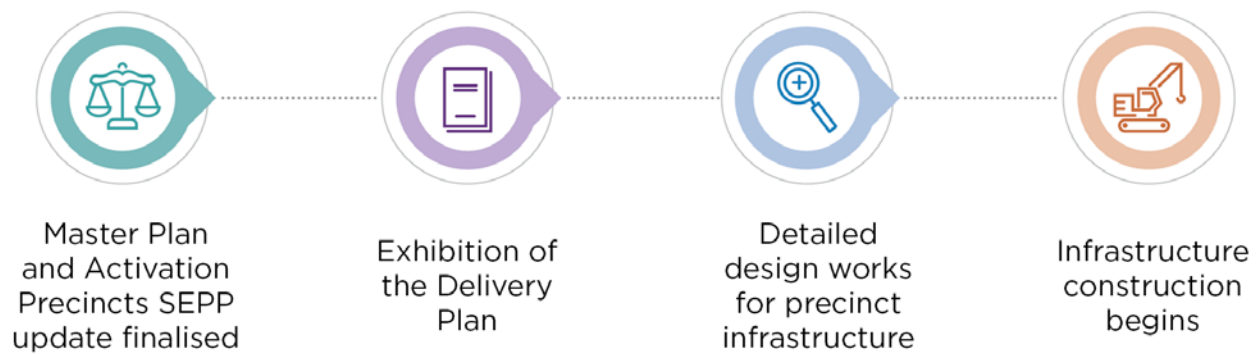 Master Plan
and Activation
Precincts SEPP
update finalised
Exhibition of
the Delivery
Plan
Detailed
design works
for precinct
infrastructure
Infrastructure
construction
begins